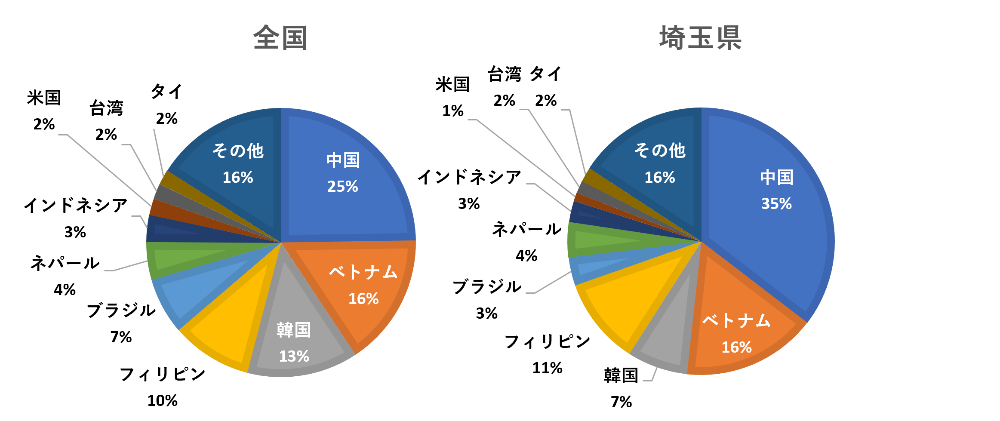 全国
中国
25%
ベトナム
16%
韓国
13%
フィリピン
10%
ブラジル
7%
ネパール
4%
インドネシア
3%
米国
2%
台湾
2%
タイ
2%
その他
16%
埼玉県
中国
35%
ベトナム
16%
韓国
7%
フィリピン
11%
ブラジル
3%
ネパール
4%
インドネシア
3%
米国
1%
台湾
2%
タイ
2%
その他
16%